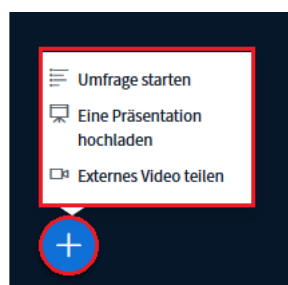 Umfrage starten
Eine Präsentation
hochladen
Externes Video teilen